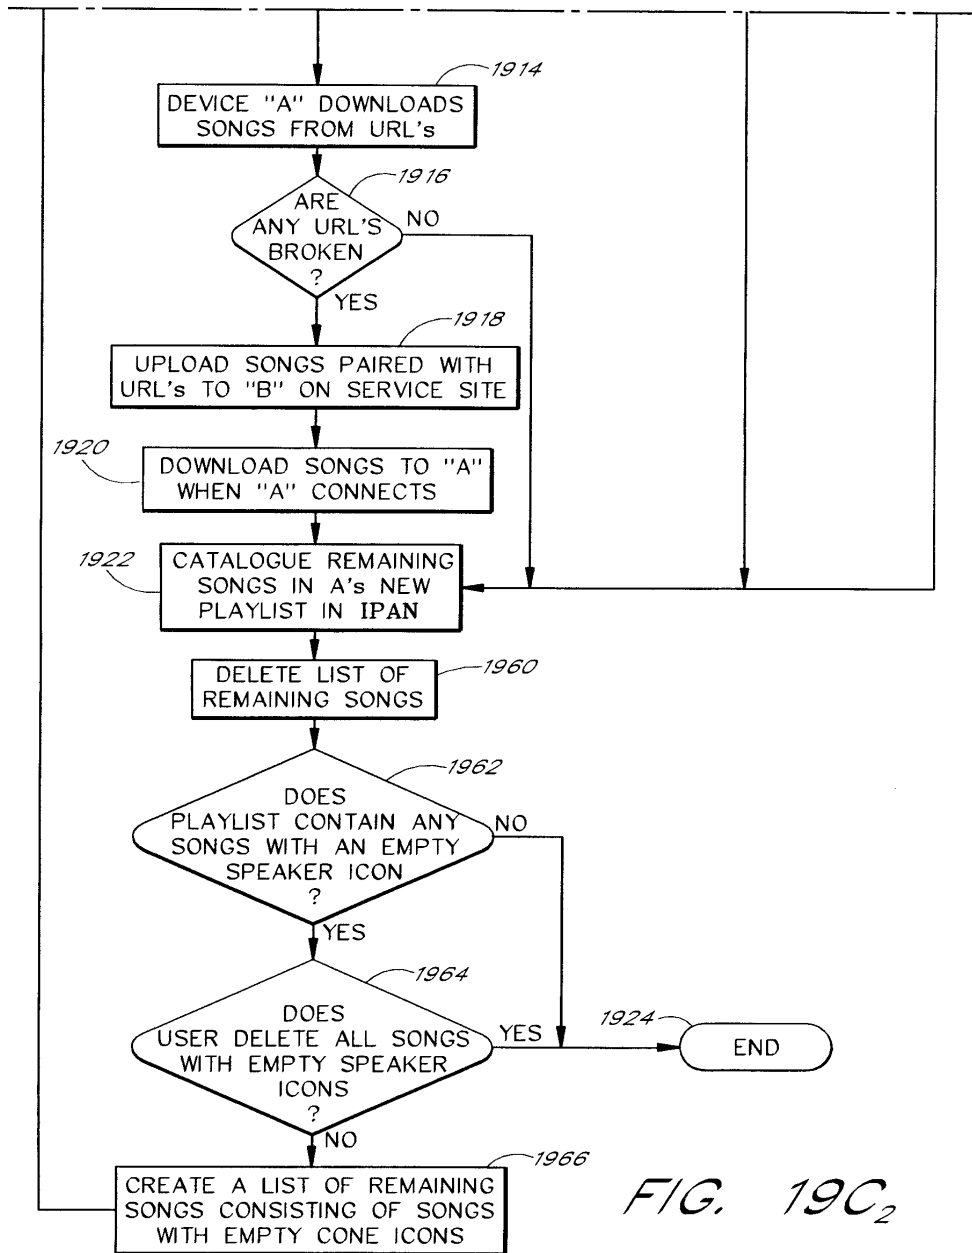 1914
DEVICE "A" DOWNLOADS
SONGS FROM URL's
1916
ARE
ANY URL'S
BROKEN
?
NO
YES
1918
UPLOAD SONGS PAIRED WITH
URL's TO "B" ON SERVICE SITE
1920
DOWNLOAD SONGS TO "A"
WHEN "A" CONNECTS
1922
CATALOGUE REMAINING
SONGS IN A's NEW
PLAYLIST IN IPAN
1960
DELETE LIST OF
REMAINING SONGS
1962
DOES
PLAYLIST CONTAIN ANY
SONGS WITH AN EMPTY
SPEAKER ICON
?
NO
YES
1964
DOES
USER DELETE ALL SONGS
WITH EMPTY SPEAKER
ICONS
?
YES
1924
END
NO
1966
CREATE A LIST OF REMAINING
SONGS CONSISTING OF SONGS
WITH EMPTY CONE ICONS
FIG. 19C2